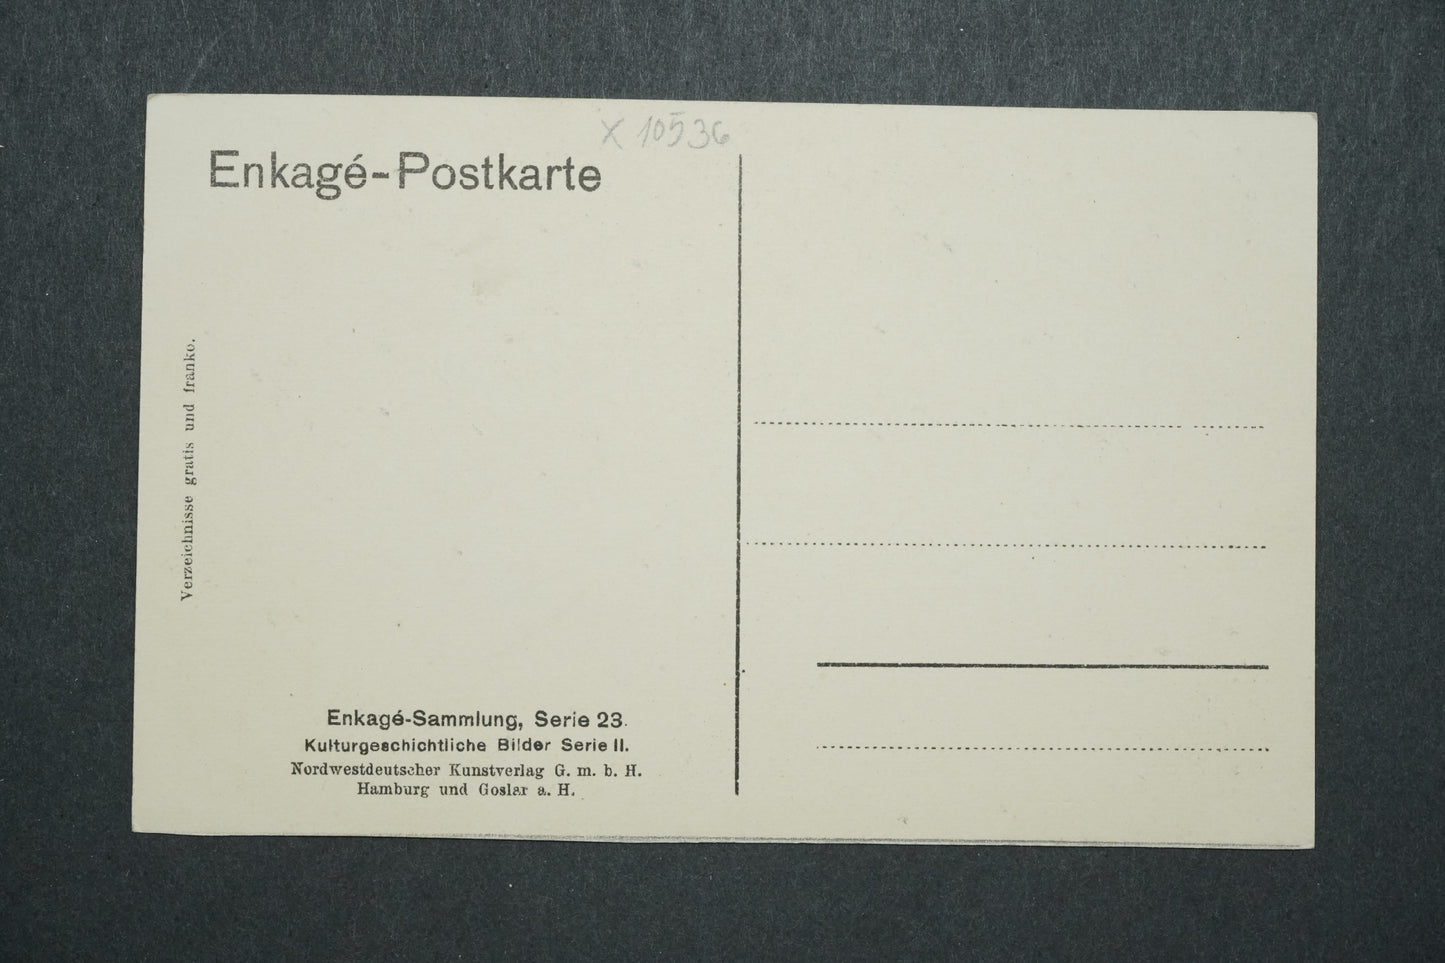 X 10536
Enkagé-Postkarte
Verzeichnisse gratis und franko.
Enkagé-Sammlung, Serie 23.
Kulturgeschichtliche Bilder Serie II.
Nordwestdeutscher Kunstverlag G. m. b. H.
Hamburg und Goslar a. H.